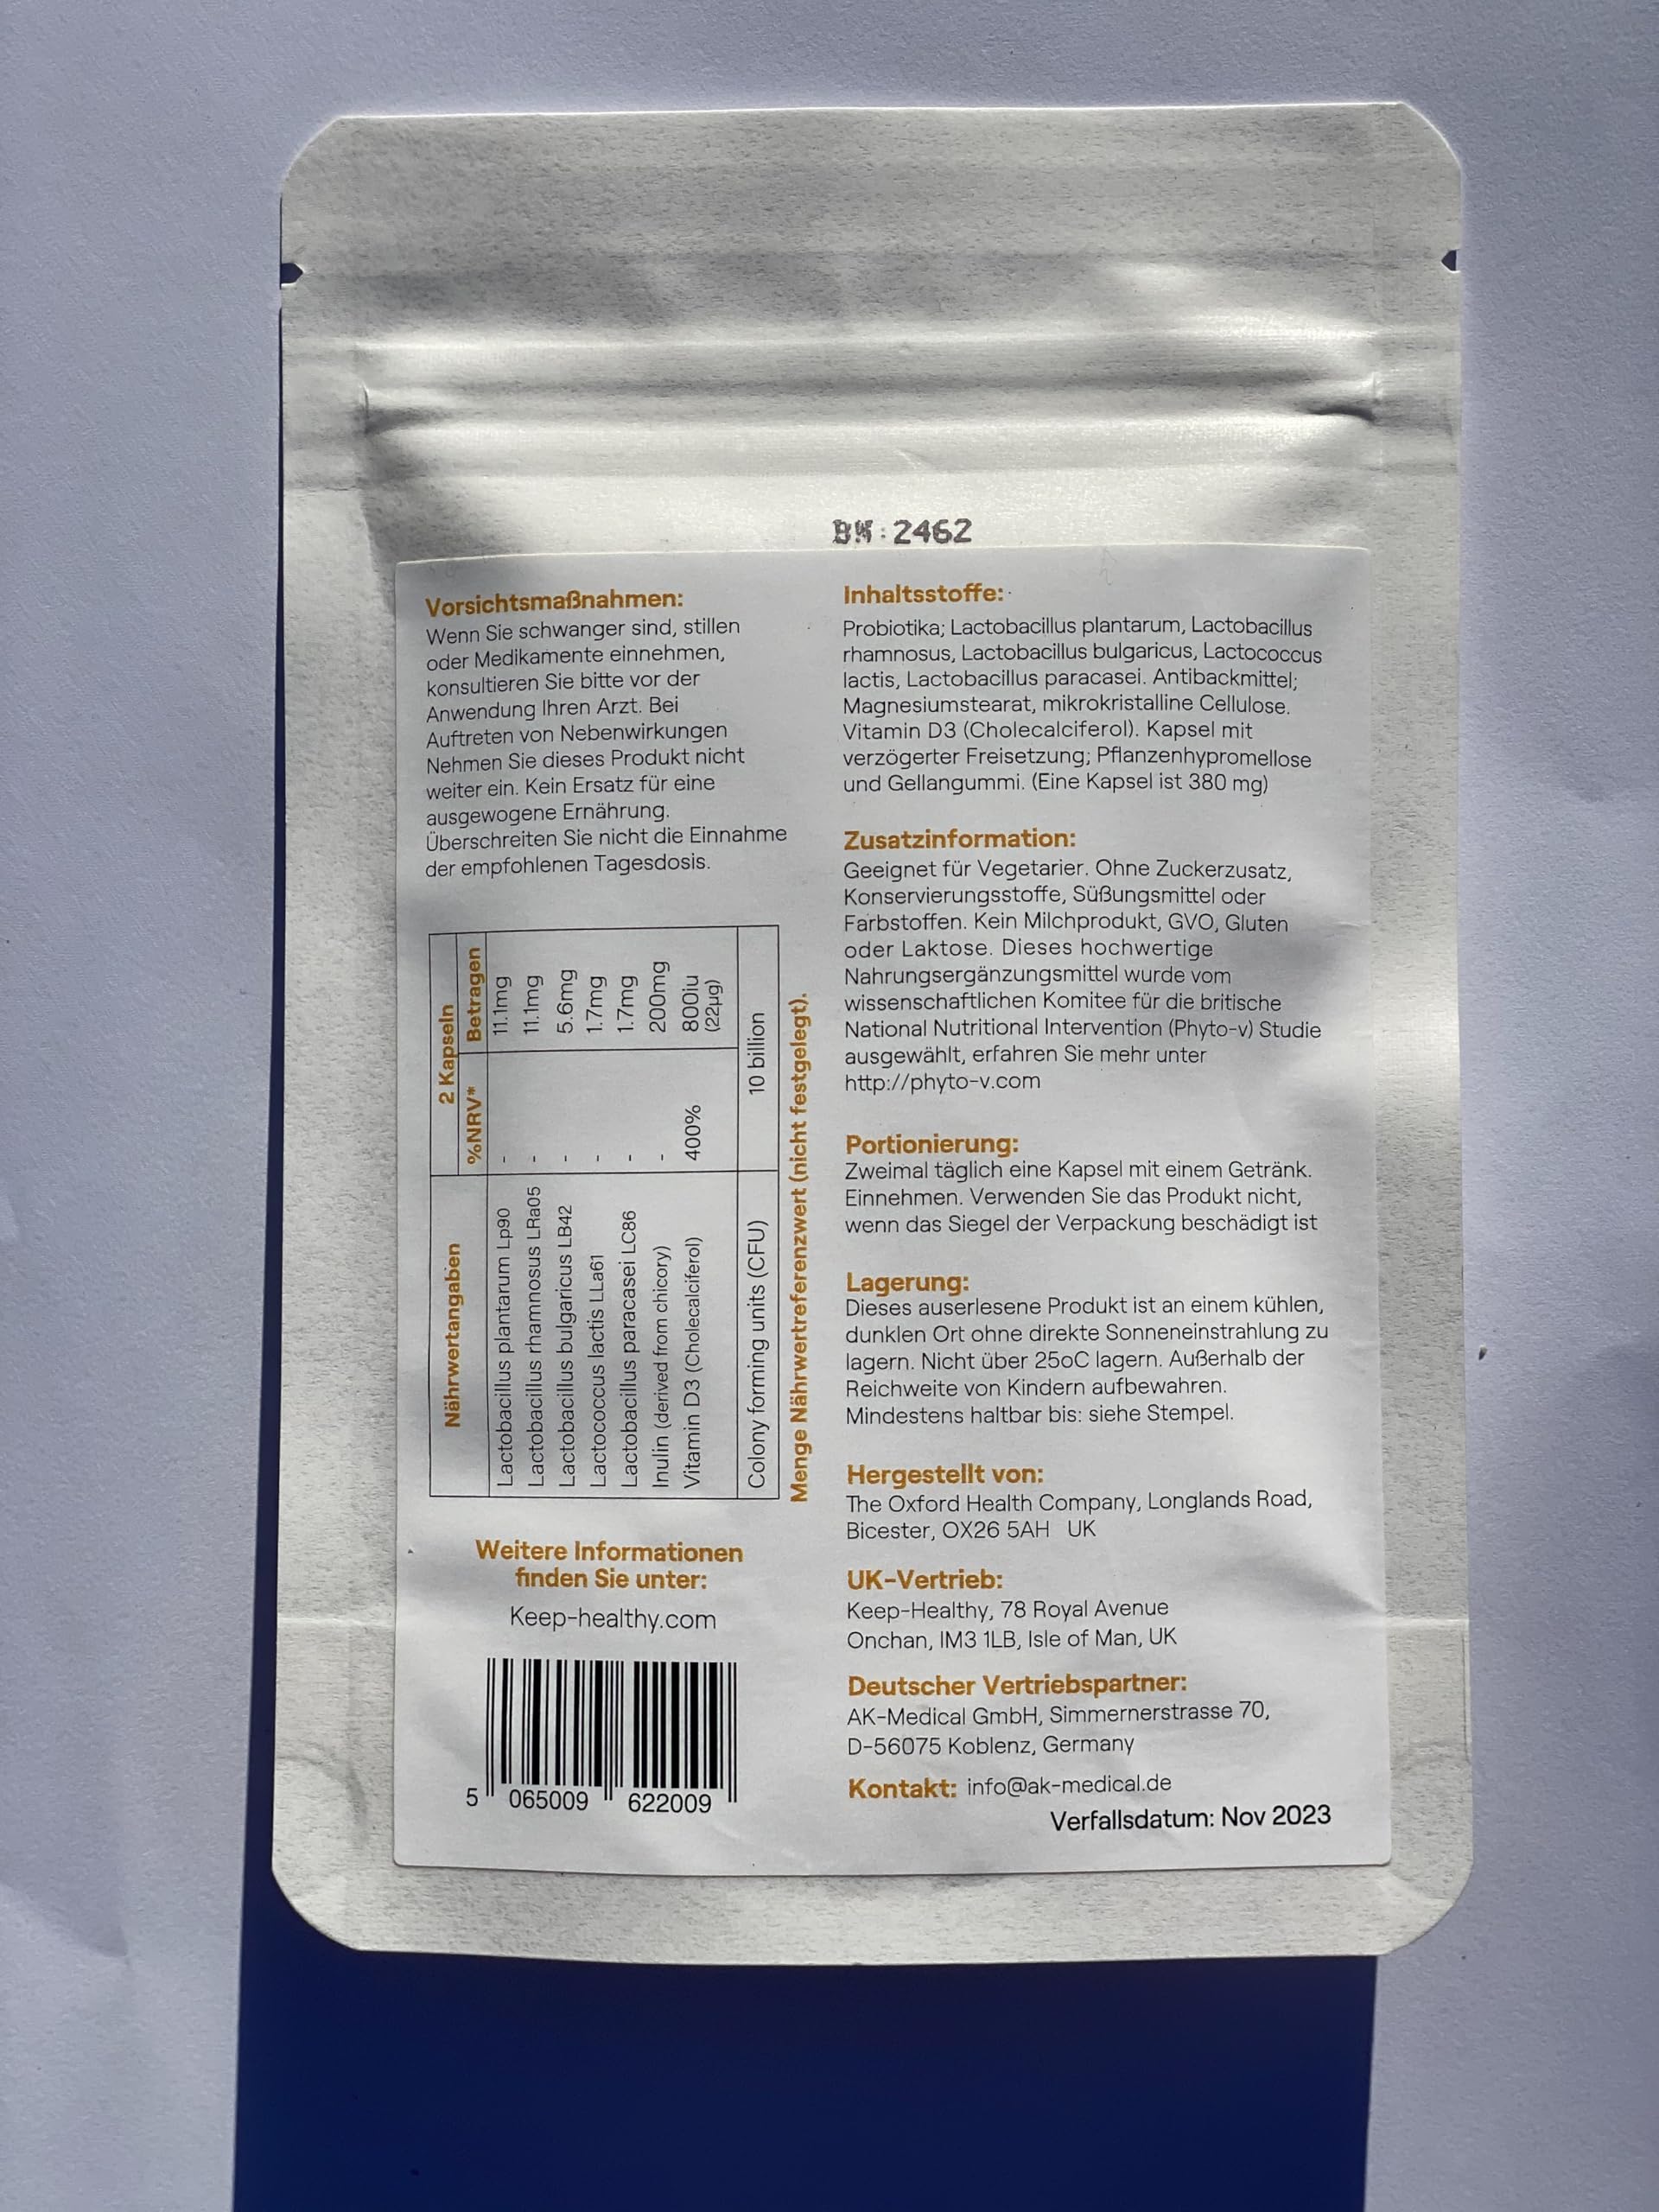 BN:2462
Vorsichtsmaßnahmen:
Wenn Sie schwanger sind, stillen
oder Medikamente einnehmen,
konsultieren Sie bitte vor der
Anwendung Ihren Arzt. Bei
Auftreten von Nebenwirkungen
Nehmen Sie dieses Produkt nicht
weiter ein. Kein Ersatz für eine
ausgewogene Ernährung.
Überschreiten Sie nicht die Einnahme
der empfohlenen Tagesdosis.
Nährwertangaben 2 Kapseln
%NRV* Betragen
Lactobacillus plantarum Lp90 - 11.1mg
Lactobacillus rhamnosus LRa05 - 11.1mg
Lactobacillus bulgaricus LB42 - 5.6mg
Lactococcus lactis LLa61 - 1.7mg
Lactobacillus paracasei LC86 - 1.7mg
Inulin (derived from chicory) - 200mg
Vitamin D3 (Cholecalciferol) 400% 800iu
(22µg)
Colony forming units (CFU) 10 billion
Menge Nährwertreferenzwert (nicht festgelegt).
Weitere Informationen
finden Sie unter:
Keep-healthy.com
5 065009 622009
Inhaltsstoffe:
Probiotika; Lactobacillus plantarum, Lactobacillus
rhamnosus, Lactobacillus bulgaricus, Lactococcus
lactis, Lactobacillus paracasei. Antibackmittel;
Magnesiumstearat, mikrokristalline Cellulose.
Vitamin D3 (Cholecalciferol). Kapsel mit
verzögerter Freisetzung; Pflanzenhypromellose
und Gellangummi. (Eine Kapsel ist 380 mg)
Zusatzinformation:
Geeignet für Vegetarier. Ohne Zuckerzusatz,
Konservierungsstoffe, Süßungsmittel oder
Farbstoffen. Kein Milchprodukt, GVO, Gluten
oder Laktose. Dieses hochwertige
Nahrungsergänzungsmittel wurde vom
wissenschaftlichen Komitee für die britische
National Nutritional Intervention (Phyto-v) Studie
ausgewählt, erfahren Sie mehr unter
http://phyto-v.com
Portionierung:
Zweimal täglich eine Kapsel mit einem Getränk.
Einnehmen. Verwenden Sie das Produkt nicht,
wenn das Siegel der Verpackung beschädigt ist
Lagerung:
Dieses auserlesene Produkt ist an einem kühlen,
dunklen Ort ohne direkte Sonneneinstrahlung zu
lagern. Nicht über 25oC lagern. Außerhalb der
Reichweite von Kindern aufbewahren.
Mindestens haltbar bis: siehe Stempel.
Hergestellt von:
The Oxford Health Company, Longlands Road,
Bicester, OX26 5AH UK
UK-Vertrieb:
Keep-Healthy, 78 Royal Avenue
Onchan, IM3 1LB, Isle of Man, UK
Deutscher Vertriebspartner:
AK-Medical GmbH, Simmernerstrasse 70,
D-56075 Koblenz, Germany
Kontakt: info@ak-medical.de
Verfallsdatum: Nov 2023